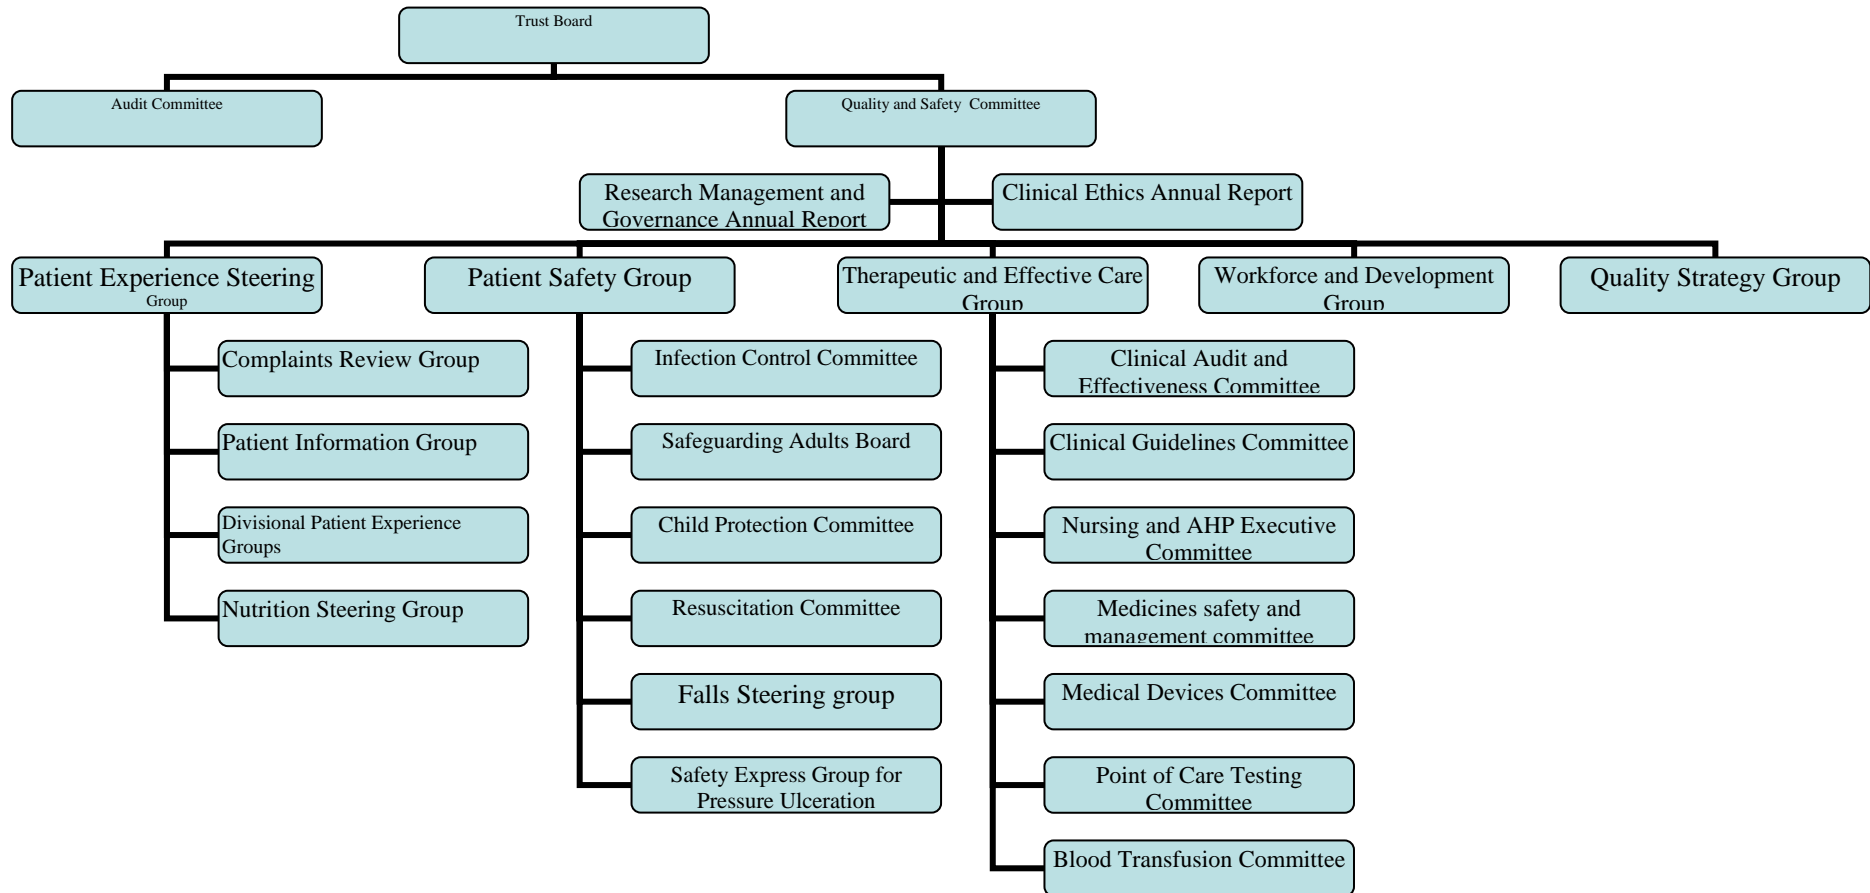 Trust Board
Audit Committee
Quality and Safety Committee
Research Management and
Governance Annual Report
Clinical Ethics Annual Report
Patient Experience Steering
Group
Patient Safety Group
Therapeutic and Effective Care
Group
Workforce and Development
Group
Quality Strategy Group
Complaints Review Group
Infection Control Committee
Clinical Audit and
Effectiveness Committee
Patient Information Group
Safeguarding Adults Board
Clinical Guidelines Committee
Divisional Patient Experience
Groups
Child Protection Committee
Nursing and AHP Executive
Committee
Nutrition Steering Group
Resuscitation Committee
Medicines safety and
management committee
Falls Steering group
Medical Devices Committee
Safety Express Group for
Pressure Ulceration
Point of Care Testing
Committee
Blood Transfusion Committee